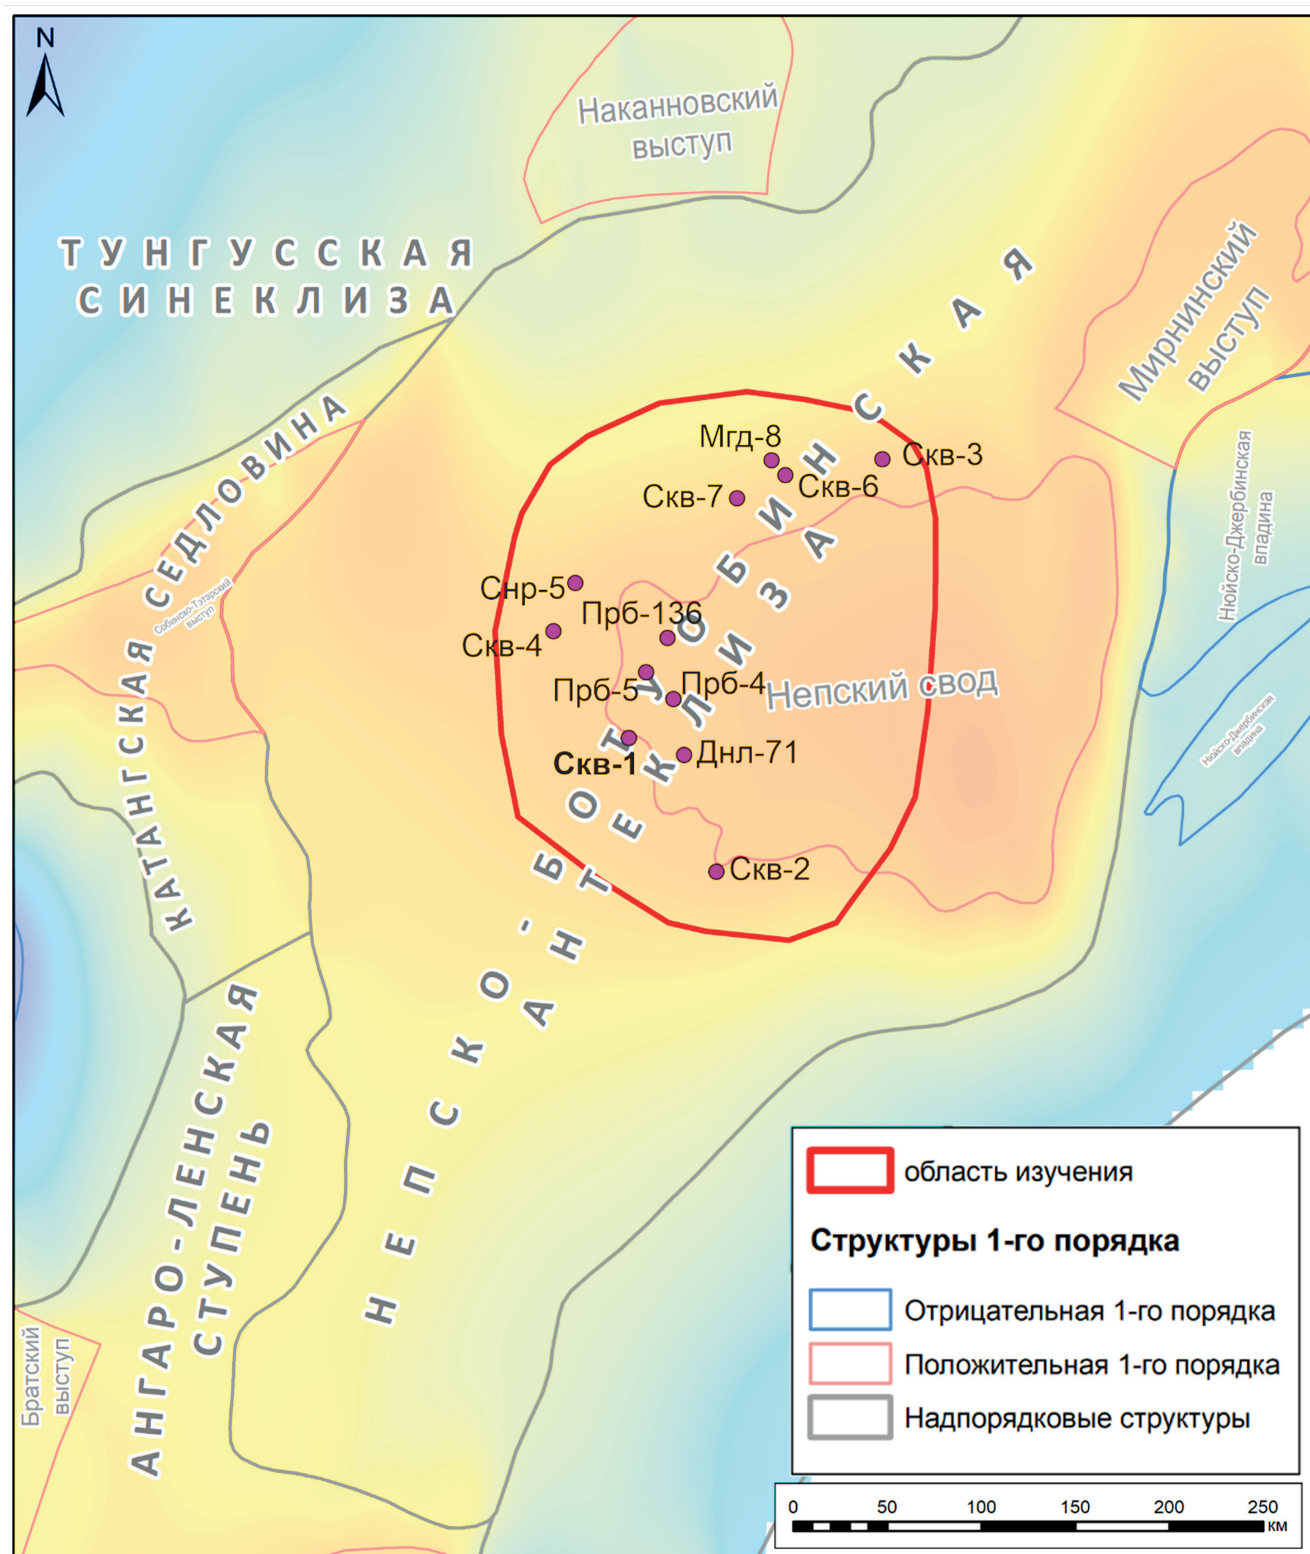 N
Наканновский
выступ
ТУНГУССКАЯ
СИНЕКЛИЗА
Мирнинский
выступ
КАТАНГСКАЯ СЕДЛОВИНА
Собинско-Тэтэрский
выступ
НЕПСКО-БОТУОБИНСКАЯ
АНТЕКЛИЗА
Мгд-8
Скв-3
Скв-6
Скв-7
Снр-5
Прб-136
Скв-4
Прб-5
Прб-4
Непский свод
Скв-1
Днл-71
Скв-2
Нюйско-Джербинская
впадина
Нюйско-Джербинская
впадина
АНГАРО-ЛЕНСКАЯ
СТУПЕНЬ
Братский
выступ
область изучения
Структуры 1-го порядка
Отрицательная 1-го порядка
Положительная 1-го порядка
Надпорядковые структуры
0 50 100 150 200 250
км